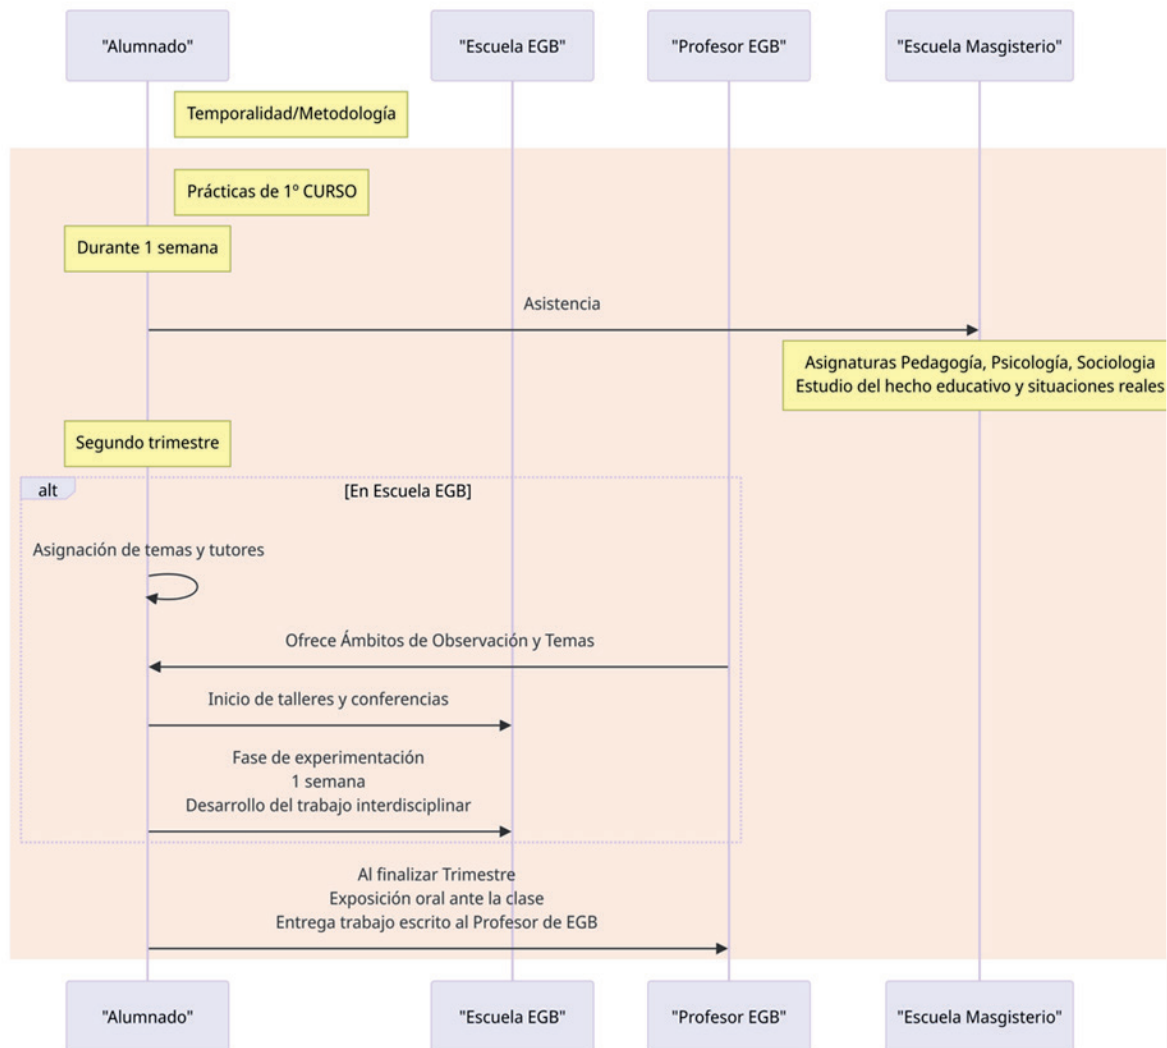 "Alumnado"
"Escuela EGB"
"Profesor EGB"
"Escuela Masgisterio"
Temporalidad/Metodología
Prácticas de 1º CURSO
Durante 1 semana
Asistencia
Asignaturas Pedagogía, Psicología, Sociologia
Estudio del hecho educativo y situaciones reales
Segundo trimestre
alt
[En Escuela EGB]
Asignación de temas y tutores
Ofrece Ámbitos de Observación y Temas
Inicio de talleres y conferencias
Fase de experimentación
1 semana
Desarrollo del trabajo interdisciplinar
Al finalizar Trimestre
Exposición oral ante la clase
Entrega trabajo escrito al Profesor de EGB
"Alumnado"
"Escuela EGB"
"Profesor EGB"
"Escuela Masgisterio"